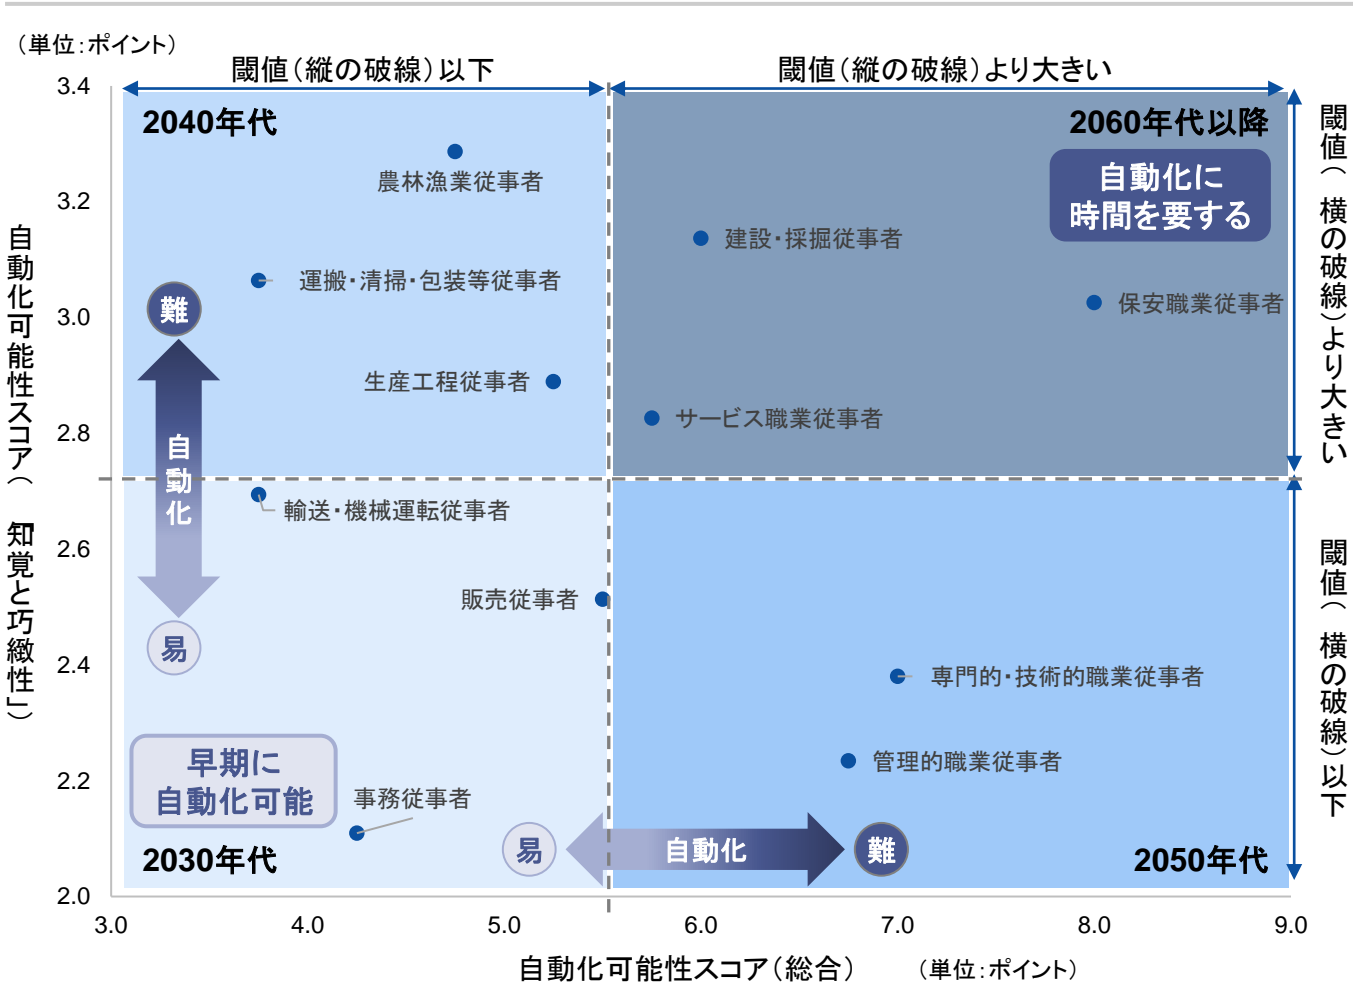 （単位：ポイント）
閾値（縦の破線）以下
閾値（縦の破線）より大きい
3.4
3.2
3.0
2.8
2.6
2.4
2.2
2.0
自動化可能性スコア（「知覚と巧緻性」）
2040年代
農林漁業従事者
運搬・清掃・包装等従事者
生産工程従事者
難
自動化
易
2060年代以降
自動化に
時間を要する
建設・採掘従事者
保安職業従事者
サービス職業従事者
閾値（横の破線）より大きい
輸送・機械運転従事者
販売従事者
早期に
自動化可能
事務従事者
2030年代
専門的・技術的職業従事者
管理的職業従事者
易
自動化
難
2050年代
閾値（横の破線）以下
3.0
4.0
5.0
6.0
7.0
8.0
9.0
自動化可能性スコア（総合）
（単位：ポイント）